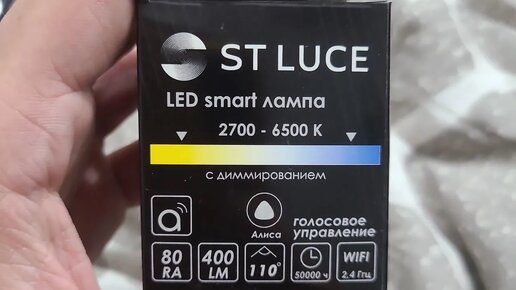 ST LUCE
LED smart лампа
2700 - 6500 K
с диммированием
Алиса
голосовое
управление
80 400 110° 50000 ч WIFI
RA LM 2.4 Ггц